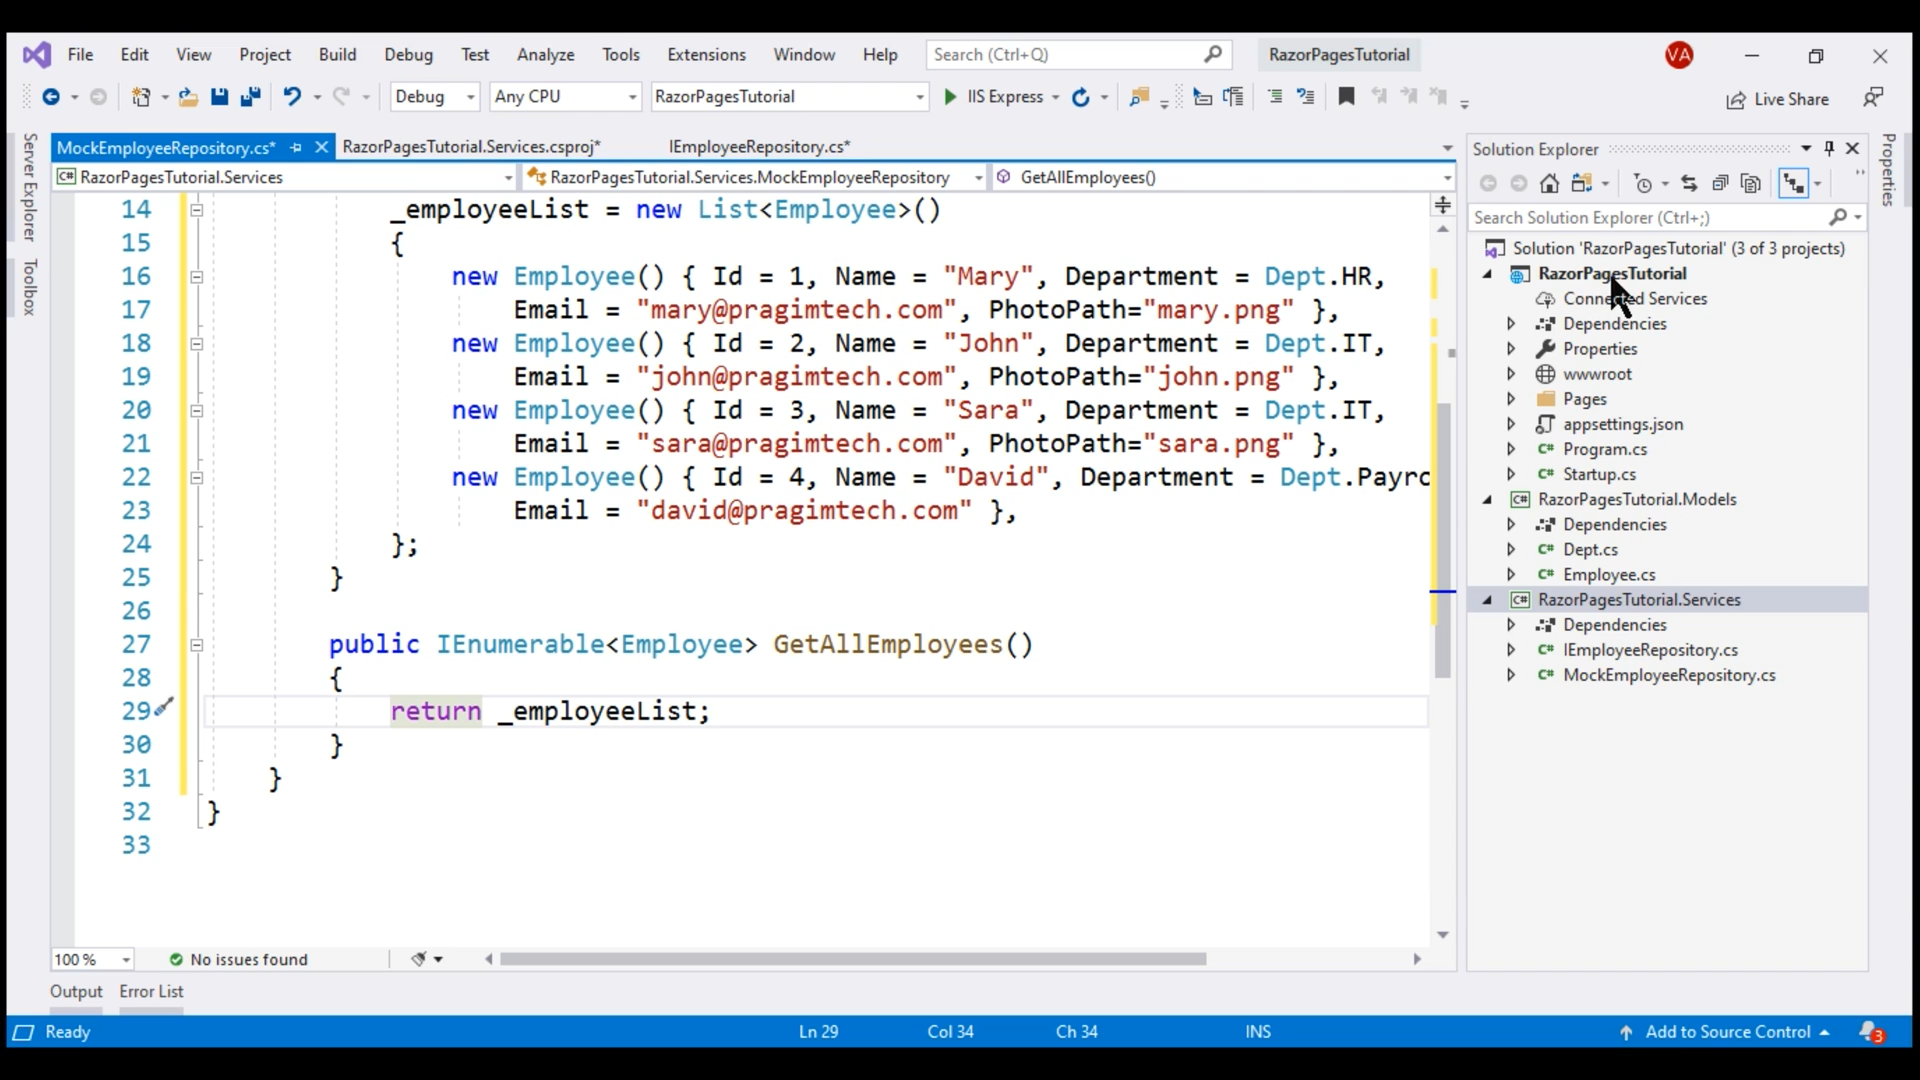 File Edit View Project Build Debug Test Analyze Tools Extensions Window Help Search (Ctrl+Q) RazorPagesTutorial VA
Debug Any CPU RazorPagesTutorial IIS Express Live Share
Server Explorer
Toolbox
MockEmployeeRepository.cs* RazorPagesTutorial.Services.csproj* IEmployeeRepository.cs*
C# RazorPagesTutorial.Services RazorPagesTutorial.Services.MockEmployeeRepository GetAllEmployees()
14 _employeeList = new List<Employee>()
15 {
16 new Employee() { Id = 1, Name = "Mary", Department = Dept.HR,
17 Email = "mary@pragimtech.com", PhotoPath="mary.png" },
18 new Employee() { Id = 2, Name = "John", Department = Dept.IT,
19 Email = "john@pragimtech.com", PhotoPath="john.png" },
20 new Employee() { Id = 3, Name = "Sara", Department = Dept.IT,
21 Email = "sara@pragimtech.com", PhotoPath="sara.png" },
22 new Employee() { Id = 4, Name = "David", Department = Dept.Payro
23 Email = "david@pragimtech.com" },
24 };
25 }
26
27 public IEnumerable<Employee> GetAllEmployees()
28 {
29 return _employeeList;
30 }
31 }
32 }
33
100 % No issues found
Output Error List
Solution Explorer
Search Solution Explorer (Ctrl+;)
Solution 'RazorPagesTutorial' (3 of 3 projects)
RazorPagesTutorial
Connected Services
Dependencies
Properties
wwwroot
Pages
appsettings.json
C# Program.cs
C# Startup.cs
C# RazorPagesTutorial.Models
Dependencies
C# Dept.cs
C# Employee.cs
C# RazorPagesTutorial.Services
Dependencies
C# IEmployeeRepository.cs
C# MockEmployeeRepository.cs
Properties
Ready Ln 29 Col 34 Ch 34 INS Add to Source Control 3